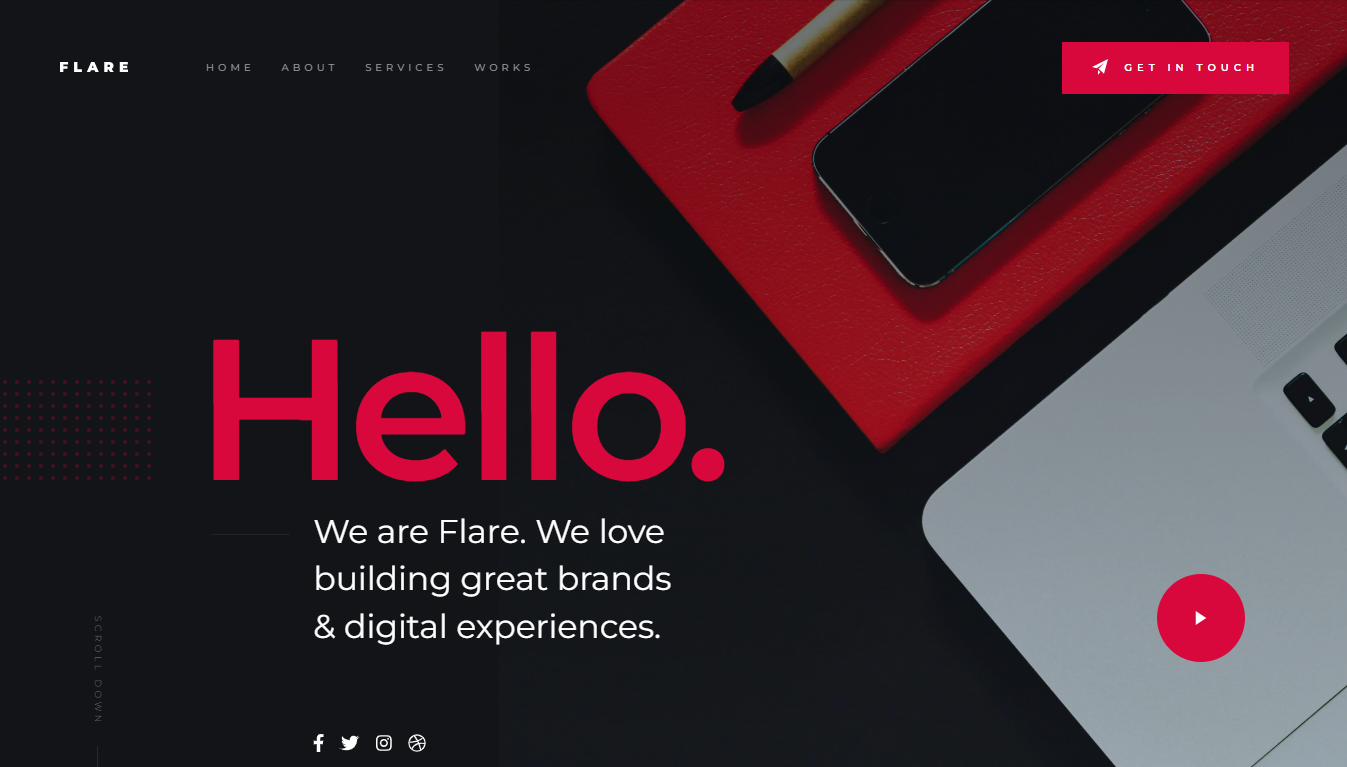 FLARE
HOME ABOUT SERVICES WORKS
GET IN TOUCH
Hello.
We are Flare. We love
building great brands
& digital experiences.
SCROLL DOWN